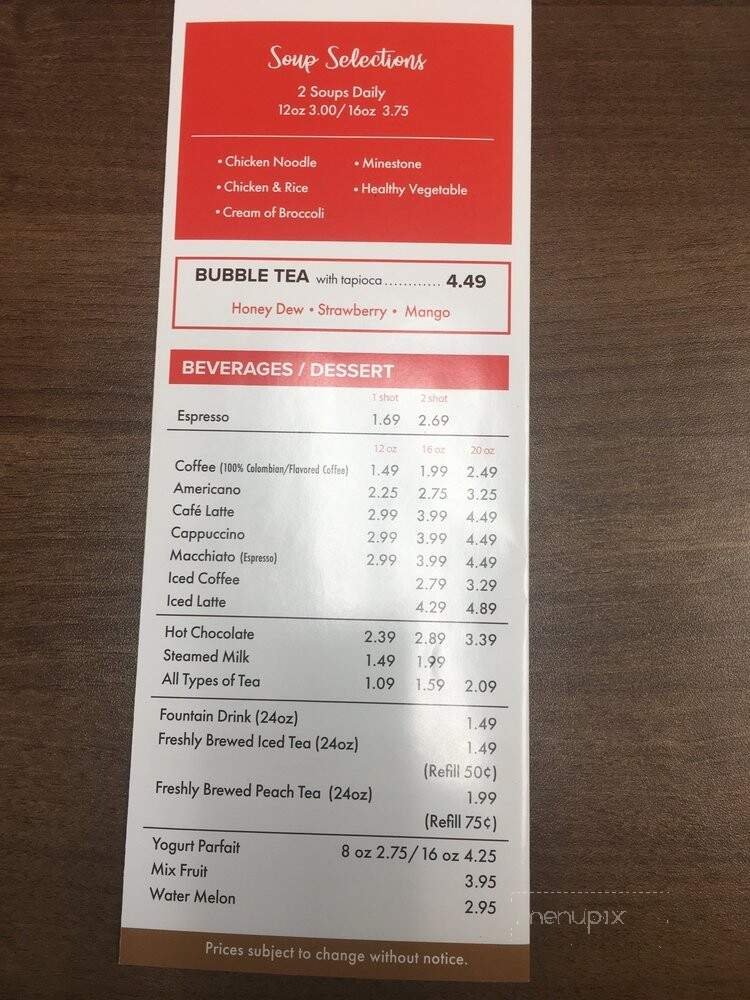 Soup Selections
2 Soups Daily
12oz 3.00/16oz 3.75
• Chicken Noodle • Minestone
• Chicken & Rice • Healthy Vegetable
• Cream of Broccoli
BUBBLE TEA with tapioca............ 4.49
Honey Dew • Strawberry • Mango
BEVERAGES / DESSERT
1 shot 2 shot
Espresso 1.69 2.69
12 oz 16 oz 20 oz
Coffee (100% Colombian/Flavored Coffee) 1.49 1.99 2.49
Americano 2.25 2.75 3.25
Café Latte 2.99 3.99 4.49
Cappuccino 2.99 3.99 4.49
Macchiato (Espresso) 2.99 3.99 4.49
Iced Coffee 2.79 3.29
Iced Latte 4.29 4.89
Hot Chocolate 2.39 2.89 3.39
Steamed Milk 1.49 1.99
All Types of Tea 1.09 1.59 2.09
Fountain Drink (24oz) 1.49
Freshly Brewed Iced Tea (24oz) 1.49
(Refill 50¢)
Freshly Brewed Peach Tea (24oz) 1.99
(Refill 75¢)
Yogurt Parfait 8 oz 2.75/16 oz 4.25
Mix Fruit 3.95
Water Melon 2.95
menupix
Prices subject to change without notice.